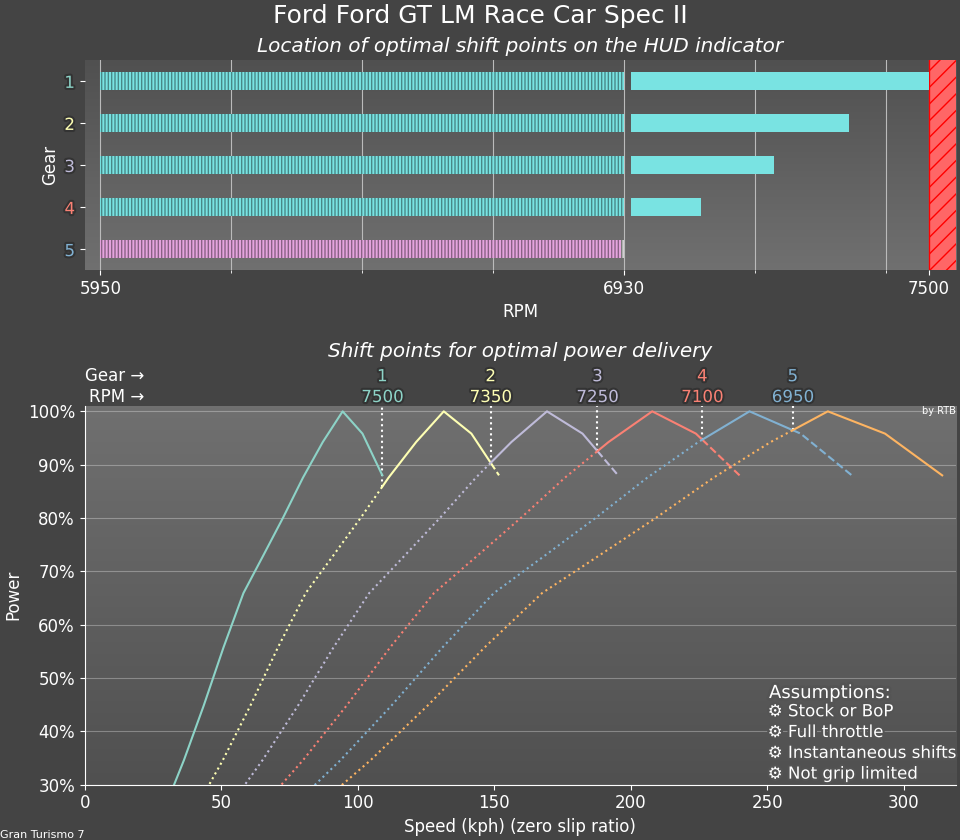 Ford Ford GT LM Race Car Spec II
Location of optimal shift points on the HUD indicator
Gear
1
2
3
4
5
5950 6930 7500
RPM
Shift points for optimal power delivery
Gear → 1 2 3 4 5
RPM → 7500 7350 7250 7100 6950
by RTB
Power
100%
90%
80%
70%
60%
50%
40%
30%
Assumptions:
⚙ Stock or BoP
⚙ Full throttle
⚙ Instantaneous shifts
⚙ Not grip limited
0 50 100 150 200 250 300
Speed (kph) (zero slip ratio)
Gran Turismo 7